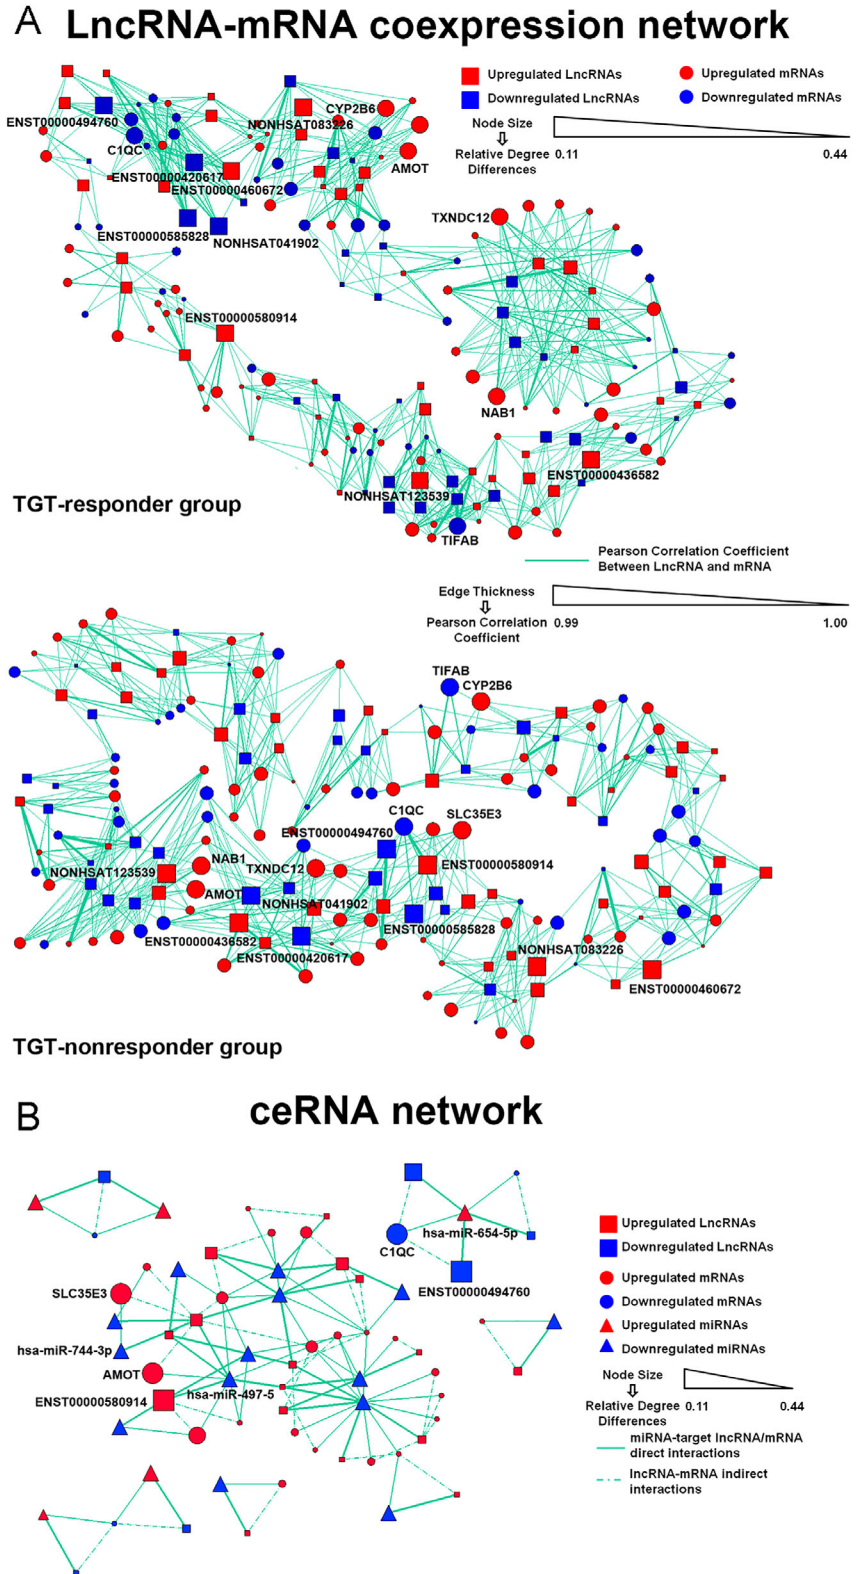 A LncRNA-mRNA coexpression network
Upregulated LncRNAs
Upregulated mRNAs
Downregulated LncRNAs
Downregulated mRNAs
Node Size
Relative Degree
Differences
0.11
0.44
ENST00000494760
C1QC
NONHSAT083226
CYP2B6
AMOT
ENST00000420617
ENST00000460672
ENST00000585828
NONHSAT041902
TXNDC12
ENST00000580914
NAB1
ENST00000436582
NONHSAT123539
TIFAB
TGT-responder group
Pearson Correlation Coefficient
Between LncRNA and mRNA
Edge Thickness
Pearson Correlation
Coefficient
0.99
1.00
TIFAB
CYP2B6
C1QC
SLC35E3
ENST00000494760
ENST00000580914
NAB1
TXNDC12
NONHSAT123539
AMOT
NONHSAT041902
ENST00000585828
ENST00000436582
ENST00000420617
NONHSAT083226
ENST00000460672
TGT-nonresponder group
B ceRNA network
hsa-miR-654-5p
C1QC
ENST00000494760
SLC35E3
hsa-miR-744-3p
AMOT
hsa-miR-497-5
ENST00000580914
Upregulated LncRNAs
Downregulated LncRNAs
Upregulated mRNAs
Downregulated mRNAs
Upregulated miRNAs
Downregulated miRNAs
Node Size
Relative Degree
Differences
0.11
0.44
miRNA-target lncRNA/mRNA
direct interactions
lncRNA-mRNA indirect
interactions